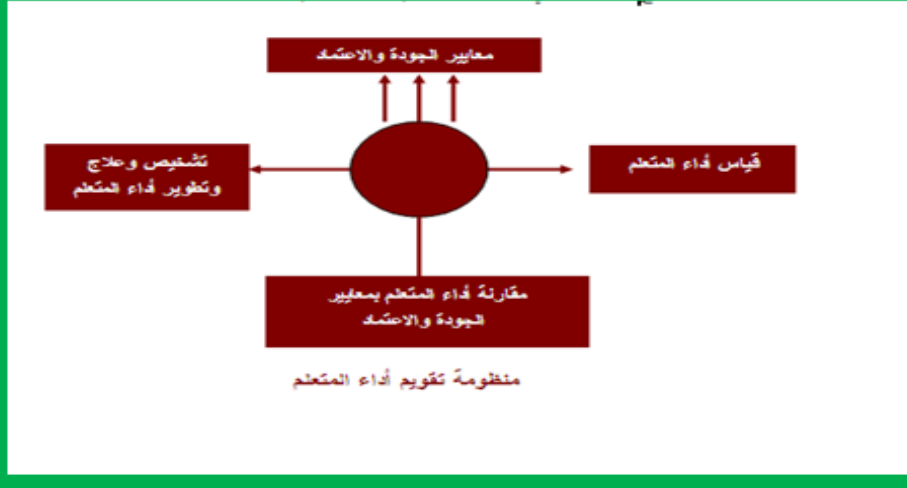 معايير الجودة والاعتماد
قياس أداء المتعلم
تشخيص وعلاج
وتطوير أداء المتعلم
مقارنة أداء المتعلم بمعايير
الجودة والاعتماد
منظومة تقويم أداء المتعلم